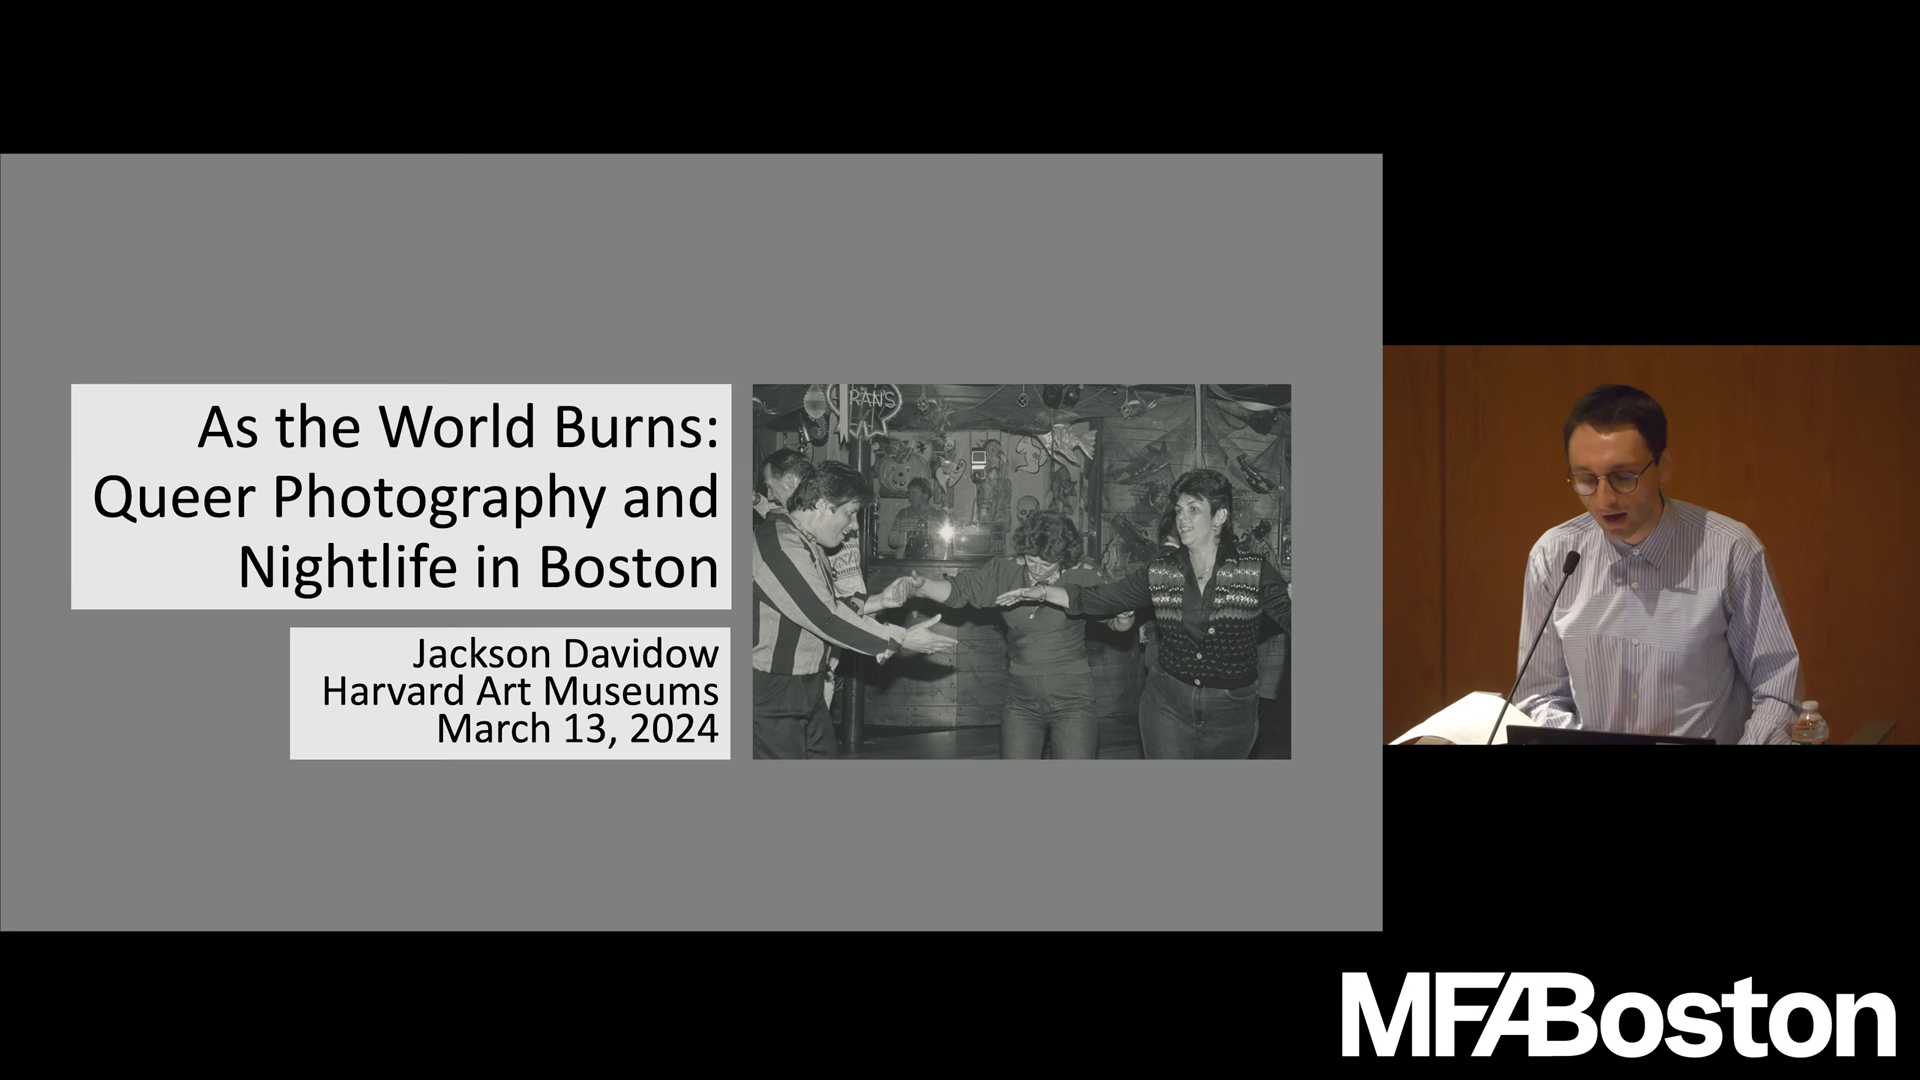 As the World Burns:
Queer Photography and
Nightlife in Boston
Jackson Davidow
Harvard Art Museums
March 13, 2024
RAN'S
MFABoston